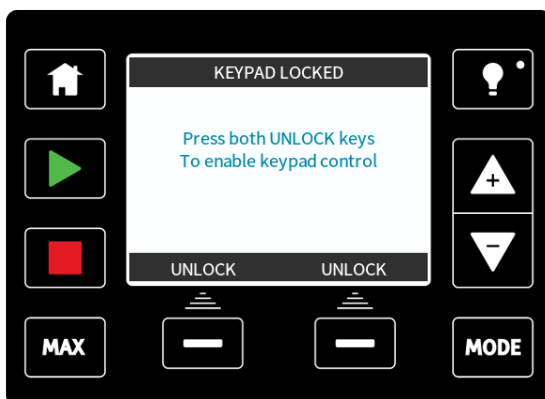 KEYPAD LOCKED
Press both UNLOCK keys
To enable keypad control
+
UNLOCK UNLOCK
−
MAX
MODE